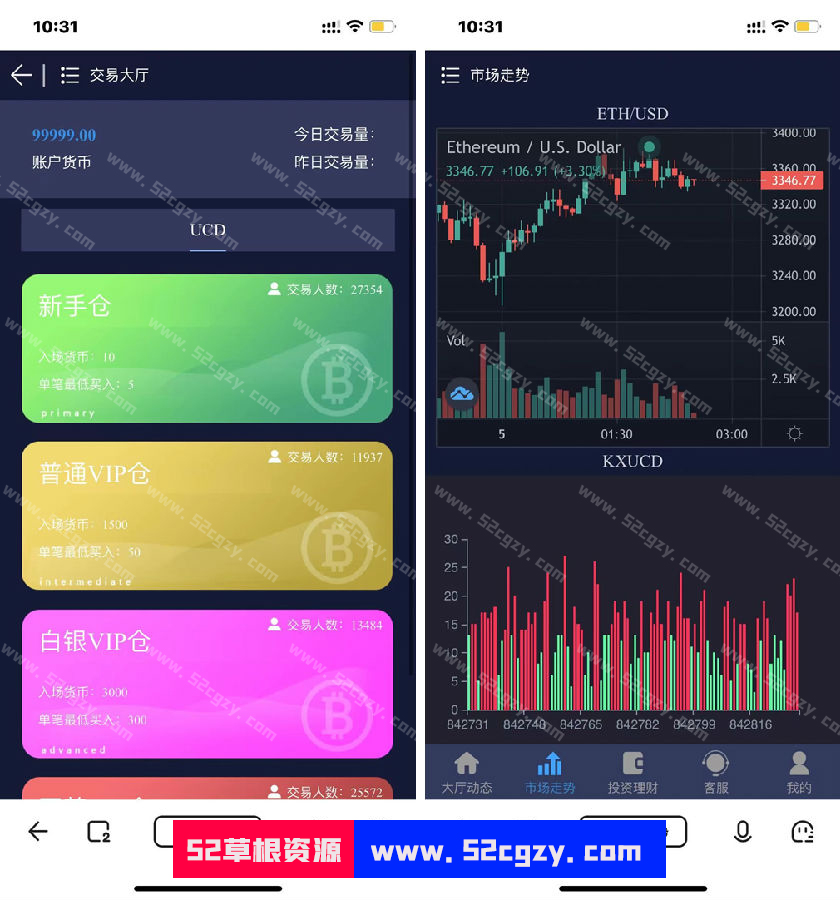 10:31
交易大厅
99999.00
今日交易量:
账户货币
昨日交易量:
UCD
交易人数: 27354
新手仓
入场货币: 10
单笔最低买入: 5
primary
交易人数: 11937
普通VIP仓
入场货币: 1500
单笔最低买入: 50
intermediate
交易人数: 13484
白银VIP仓
入场货币: 3000
单笔最低买入: 300
advanced
交易人数: 25572
2
10:31
市场走势
ETH/USD
Ethereum / U.S. Dollar
3346.77 +106.91 (+3.30%)
3400.00
3360.00
3346.77
3320.00
3280.00
3240.00
3200.00
Vol
5K
2.5K
5 01:30 03:00
KXUCD
30
25
20
15
10
5
0
842731 842748 842765 842782 842799 842816
大厅动态 市场走势 投资理财 客服 我的
52草根资源 www.52cgzy.com
www.52cgzy.com